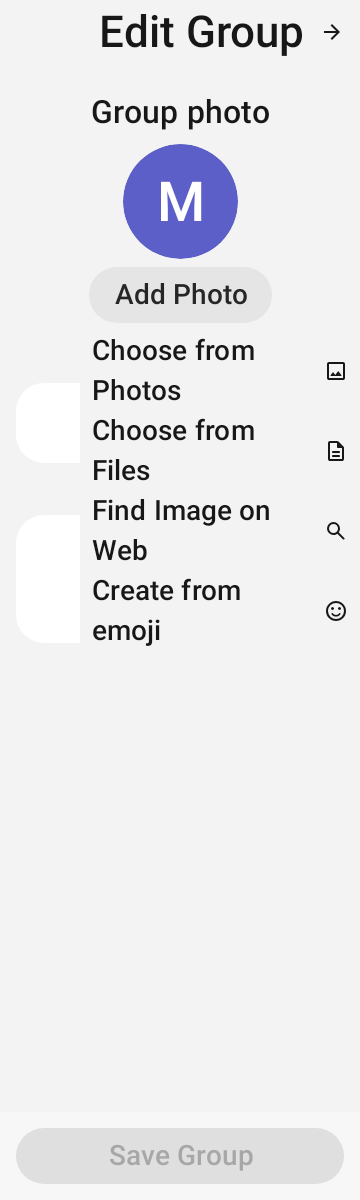 Edit Group
Group photo
M
Add Photo
Choose from
Photos
Choose from
Files
Find Image on
Web
Create from
emoji
Save Group